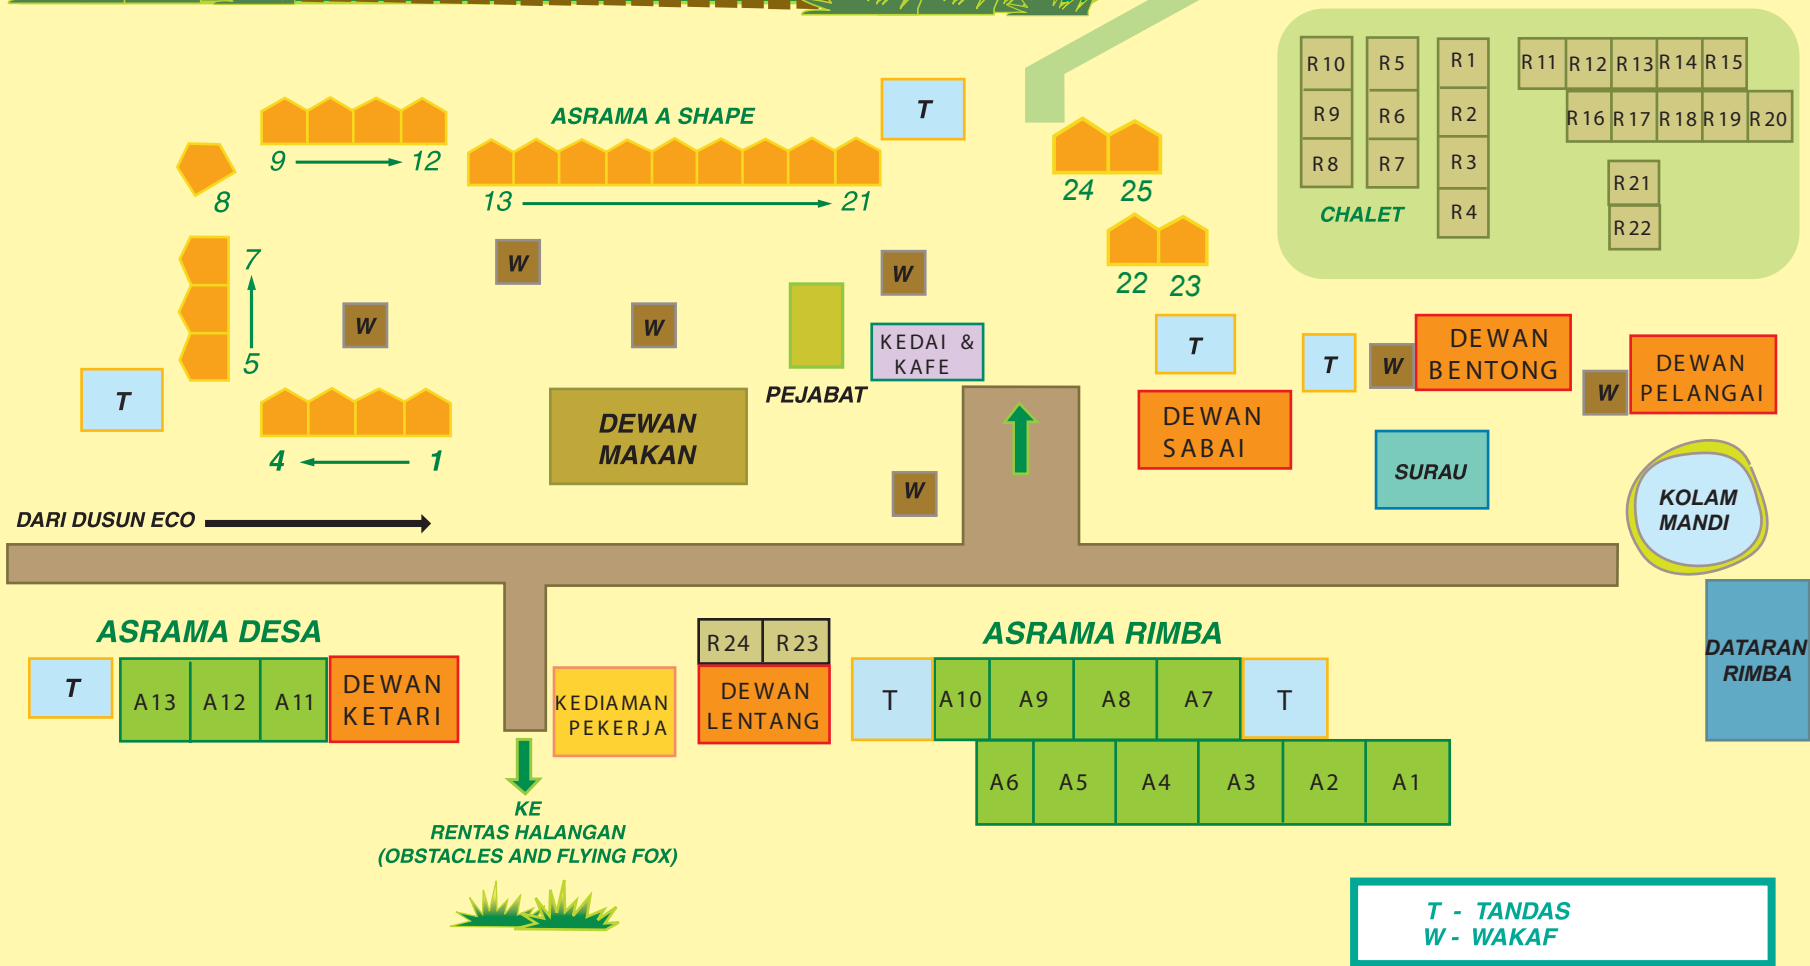 R10
R9
R8
R5
R6
R7
R1
R2
R3
R4
R11 R12 R13 R14 R15
R16 R17 R18 R19 R20
R21
R22
CHALET
ASRAMA A SHAPE
T
9 12
8
13 21
24 25
22 23
7
5
W
W
W
W
T
4 1
PEJABAT
KEDAI &
KAFE
DEWAN
MAKAN
W
T
DEWAN
SABAI
T
W
DEWAN
BENTONG
W
DEWAN
PELANGAI
SURAU
KOLAM
MANDI
DARI DUSUN ECO
DATARAN
RIMBA
ASRAMA DESA
T
A13 A12 A11
DEWAN
KETARI
KEDIAMAN
PEKERJA
R24 R23
DEWAN
LENTANG
ASRAMA RIMBA
T A10 A9 A8 A7 T
A6 A5 A4 A3 A2 A1
KE
RENTAS HALANGAN
(OBSTACLES AND FLYING FOX)
T - TANDAS
W - WAKAF